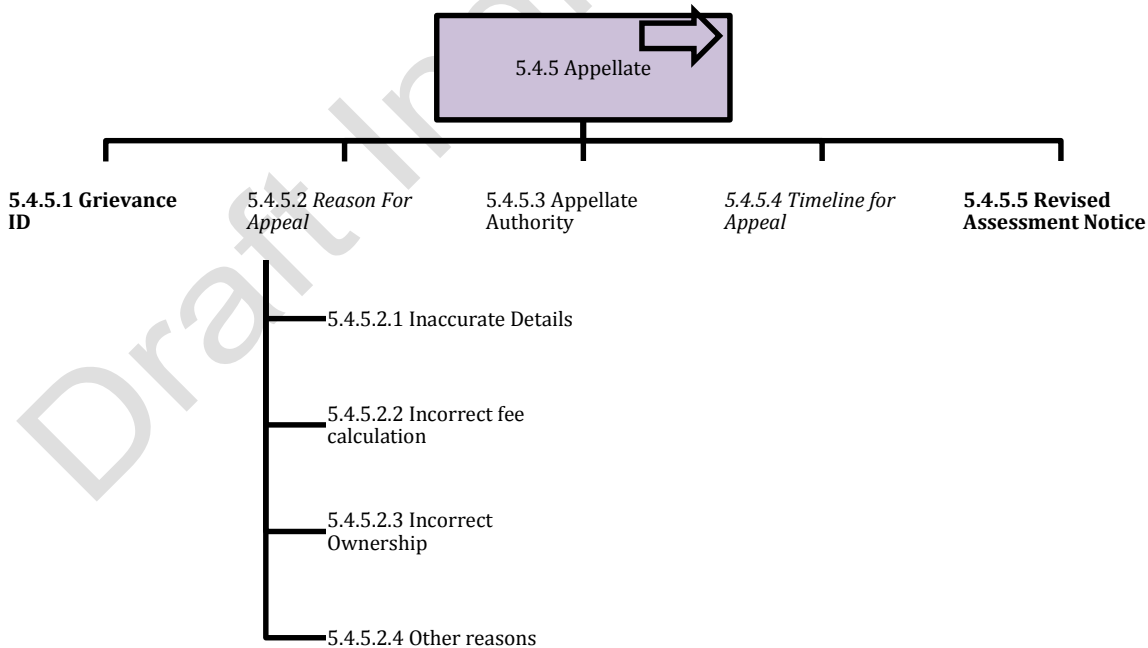 5.4.5 Appellate
5.4.5.1 Grievance
ID
5.4.5.2 Reason For
Appeal
5.4.5.3 Appellate
Authority
5.4.5.4 Timeline for
Appeal
5.4.5.5 Revised
Assessment Notice
5.4.5.2.1 Inaccurate Details
5.4.5.2.2 Incorrect fee
calculation
5.4.5.2.3 Incorrect
Ownership
5.4.5.2.4 Other reasons
Draft